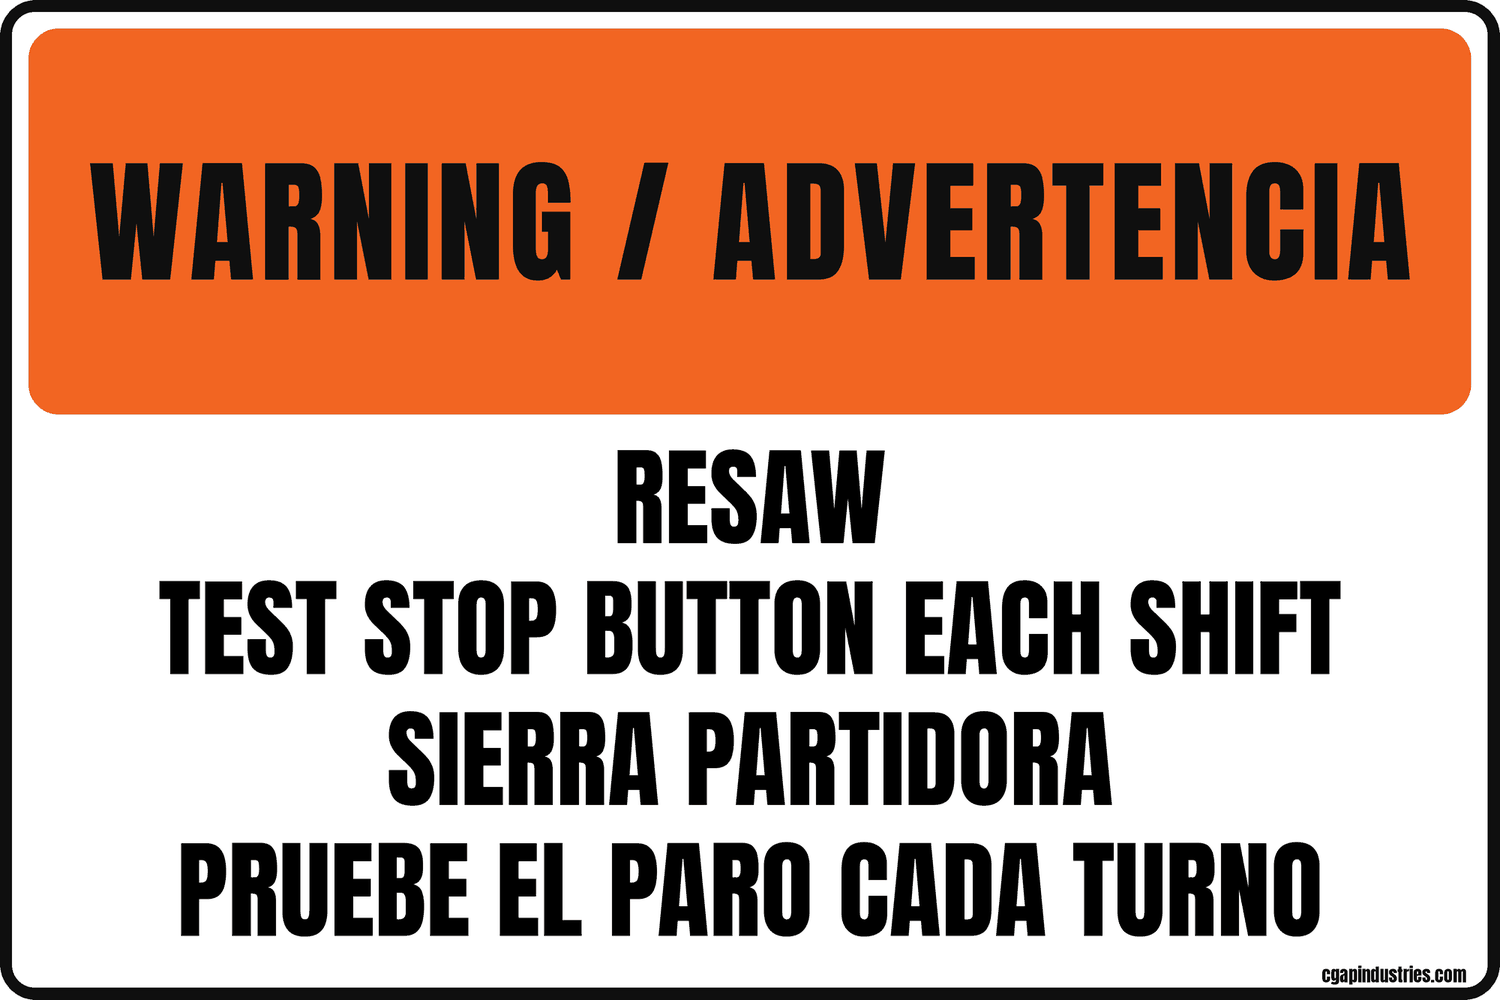 WARNING / ADVERTENCIA
RESAW
TEST STOP BUTTON EACH SHIFT
SIERRA PARTIDORA
PRUEBE EL PARO CADA TURNO
cgapindustries.com